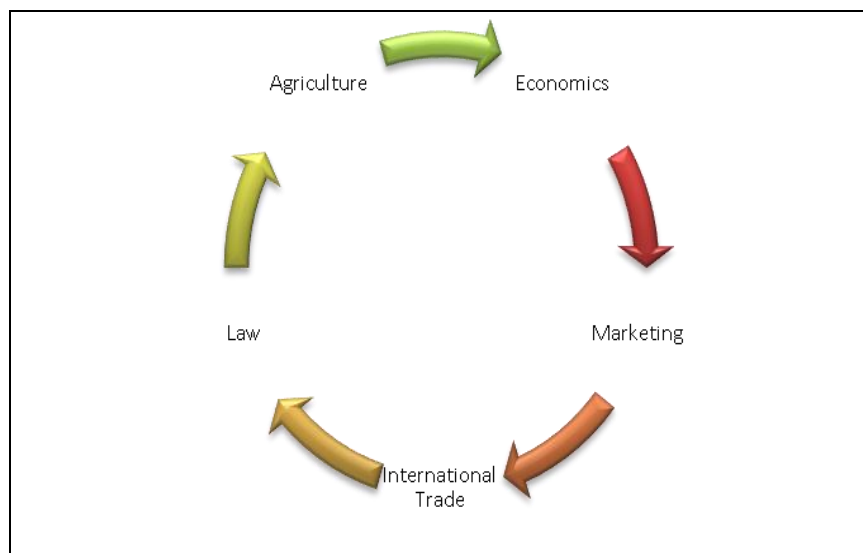 Agriculture
Economics
Marketing
International
Trade
Law